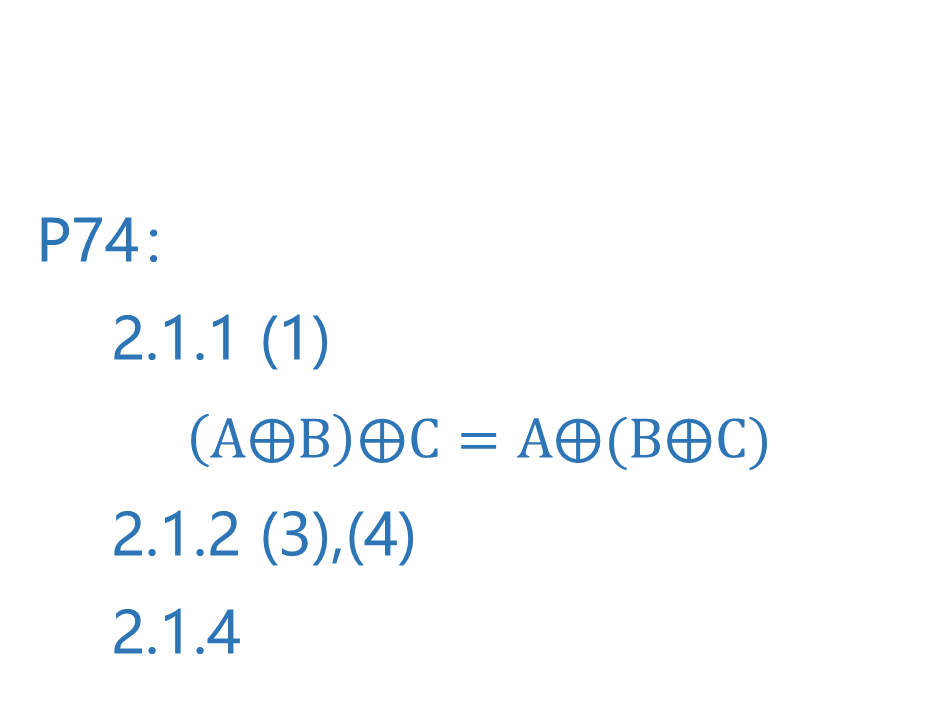 P74:
2.1.1 (1)
(A⊕B)⊕C = A⊕(B⊕C)
2.1.2 (3),(4)
2.1.4